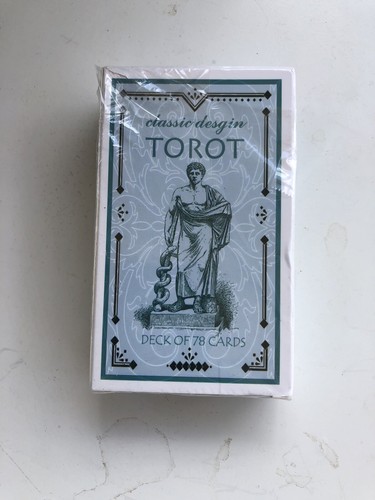 classic desgin
TOROT
DECK OF 78 CARDS